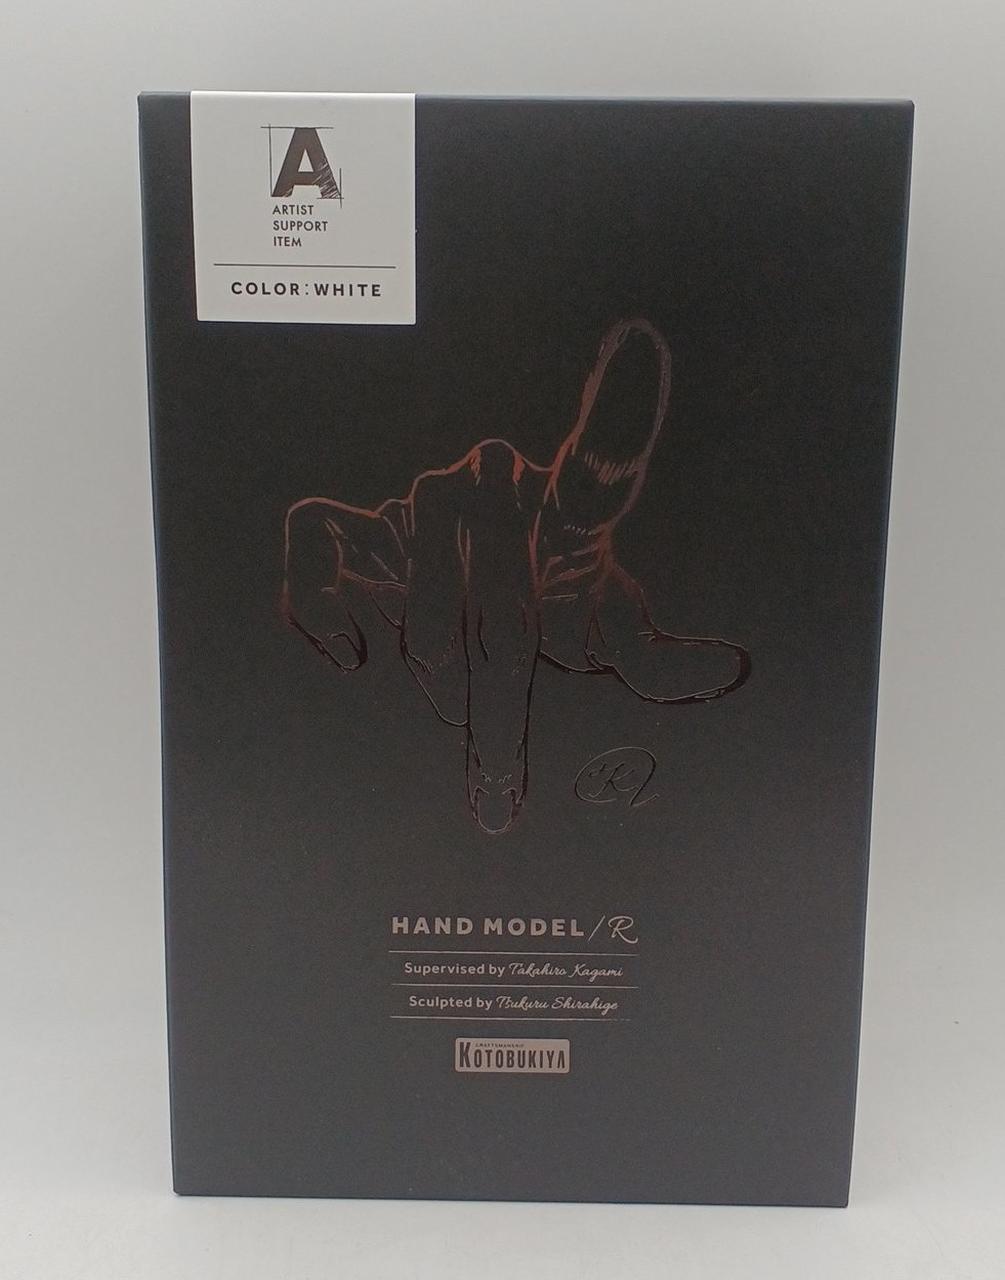 A
ARTIST
SUPPORT
ITEM
COLOR:WHITE
HAND MODEL/R
Supervised by Takahiro Kagami
Sculpted by Tsukuru Shirahige
CRAFTSMANSHIP
KOTOBUKIYA